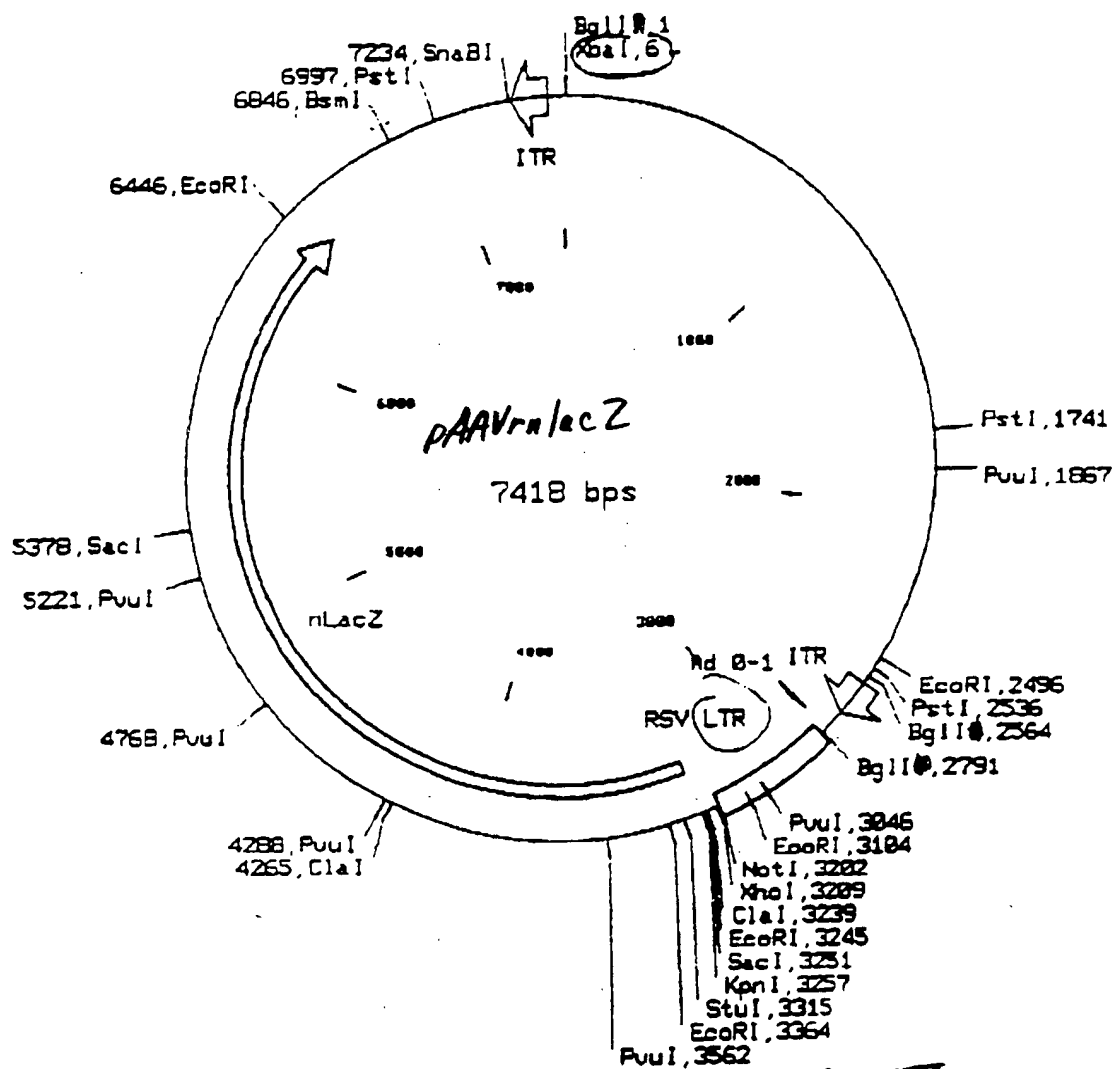 BglI, 1
XbaI, 6
7234, SnaBI
6997, PstI
6846, BsmI
ITR
6446, EcoRI
7000
1000
6000
pAAVrnlacZ
7418 bps
2000
PstI, 1741
PvuI, 1867
5378, SacI
5221, PvuI
5000
nLacZ
4000
3000
Ad 0-1
ITR
RSV LTR
EcoRI, 2496
PstI, 2536
BglI, 2564
BglI, 2791
4768, PvuI
4288, PvuI
4265, ClaI
PvuI, 3046
EcoRI, 3104
NotI, 3202
XhoI, 3209
ClaI, 3239
EcoRI, 3245
SacI, 3251
KpnI, 3257
StuI, 3315
EcoRI, 3364
PvuI, 3562